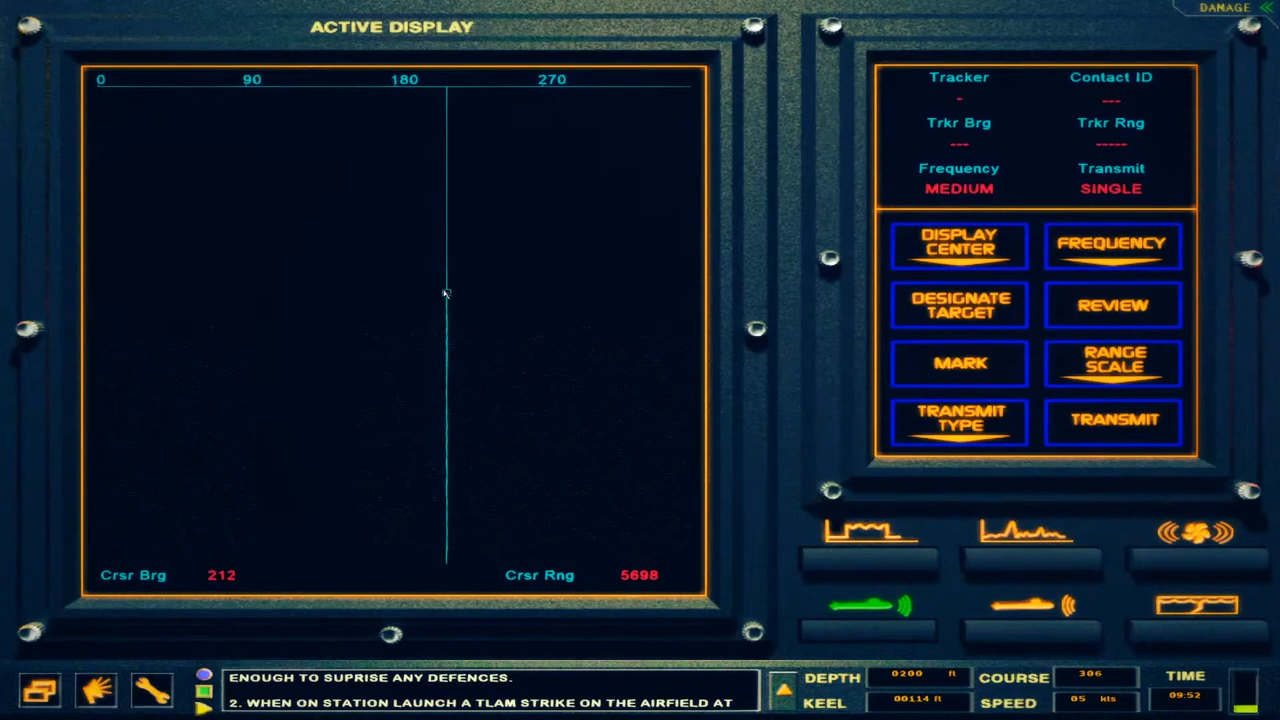 DAMAGE
ACTIVE DISPLAY
0 90 180 270
Crsr Brg 212 Crsr Rng 5698
Tracker Contact ID
- ---
Trkr Brg Trkr Rng
--- -----
Frequency Transmit
MEDIUM SINGLE
DISPLAY CENTER
FREQUENCY
DESIGNATE TARGET
REVIEW
MARK
RANGE SCALE
TRANSMIT TYPE
TRANSMIT
ENOUGH TO SUPRISE ANY DEFENCES.
2. WHEN ON STATION LAUNCH A TLAM STRIKE ON THE AIRFIELD AT
DEPTH 0200 ft COURSE 306 TIME
KEEL 00114 ft SPEED 05 kts 09:52